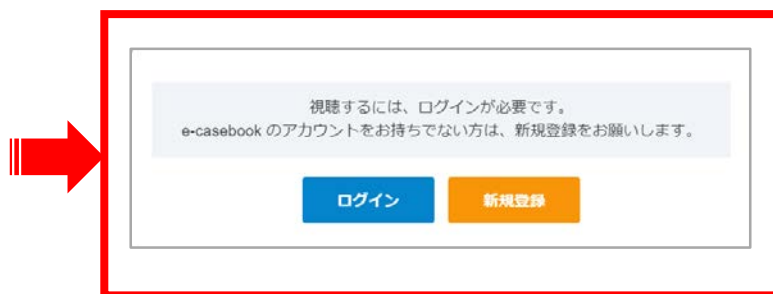 視聴するには、ログインが必要です。
e-casebook のアカウントをお持ちでない方は、新規登録をお願いします。
ログイン 新規登録